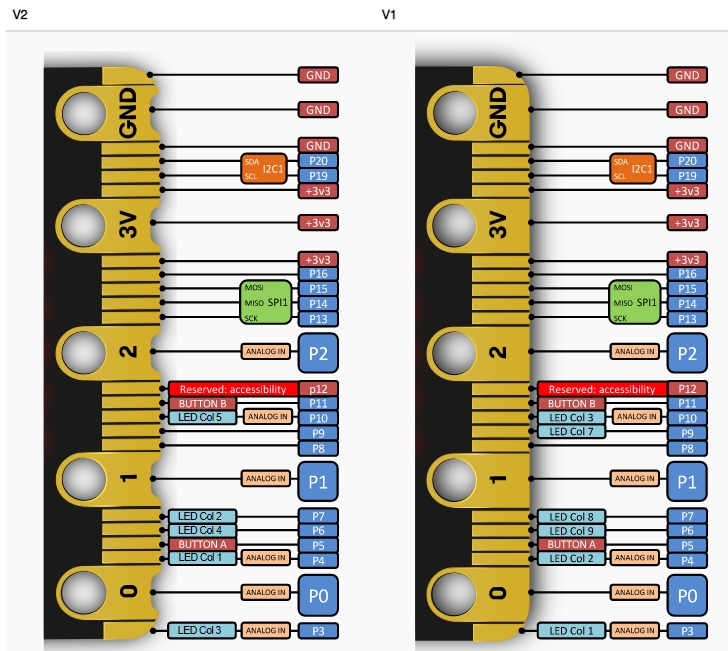 V2
V1
GND
GND
GND
GND
GND
SDA
SCL
I2C1
P20
P19
+3v3
3V
+3v3
+3v3
P16
MOSI
MISO
SCK
SPI1
P15
P14
P13
2
ANALOG IN
P2
Reserved: accessibility
p12
BUTTON B
P11
LED Col 5
ANALOG IN
P10
P9
P8
1
ANALOG IN
P1
LED Col 2
P7
LED Col 4
P6
BUTTON A
P5
LED Col 1
ANALOG IN
P4
0
ANALOG IN
P0
LED Col 3
ANALOG IN
P3
GND
GND
GND
GND
SDA
SCL
I2C1
P20
P19
+3v3
3V
+3v3
+3v3
P16
MOSI
MISO
SCK
SPI1
P15
P14
P13
2
ANALOG IN
P2
Reserved: accessibility
P12
BUTTON B
P11
LED Col 3
ANALOG IN
P10
LED Col 7
P9
P8
1
ANALOG IN
P1
LED Col 8
P7
LED Col 9
P6
BUTTON A
P5
LED Col 2
ANALOG IN
P4
0
ANALOG IN
P0
LED Col 1
ANALOG IN
P3